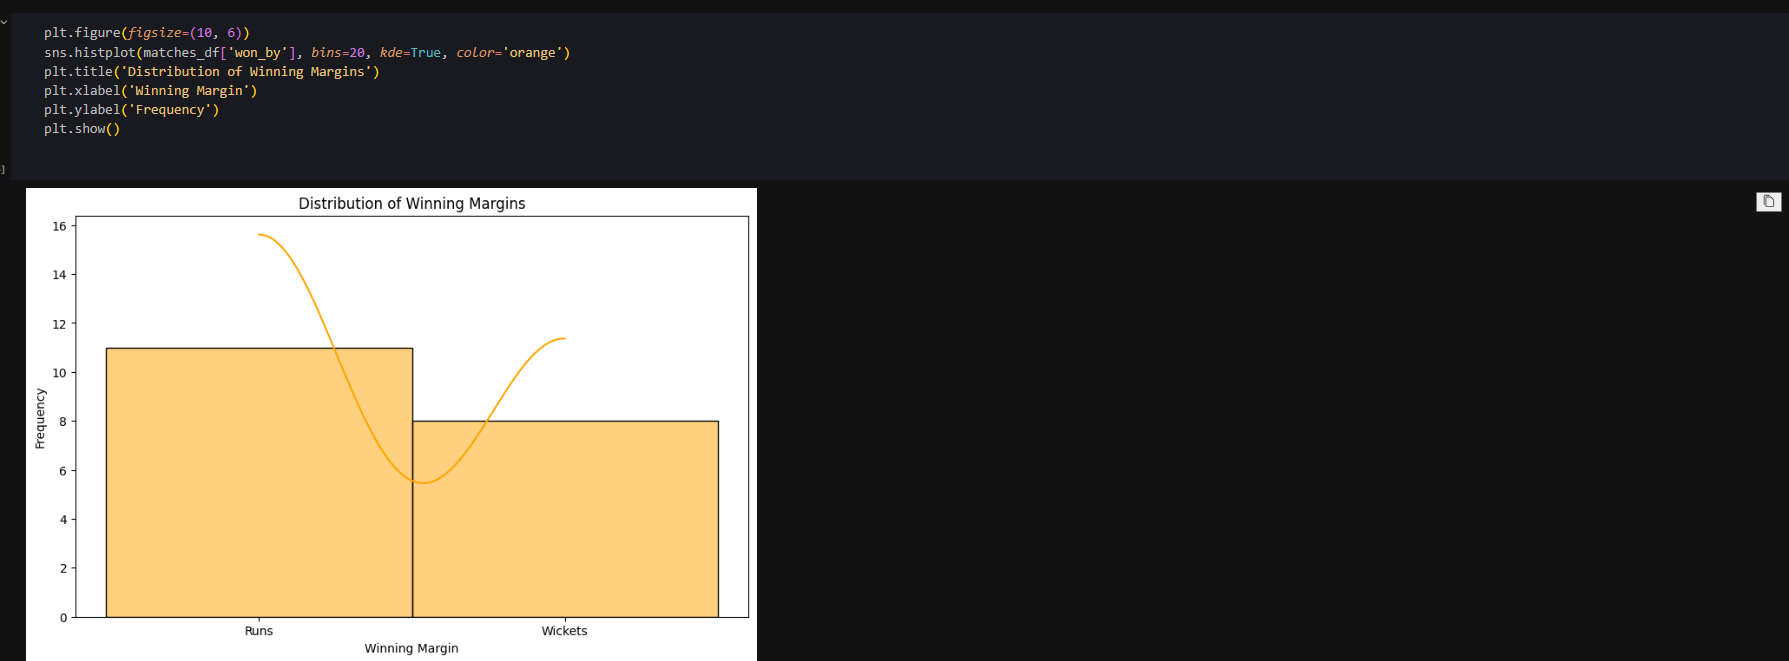 plt.figure(figsize=(10, 6))
sns.histplot(matches_df['won_by'], bins=20, kde=True, color='orange')
plt.title('Distribution of Winning Margins')
plt.xlabel('Winning Margin')
plt.ylabel('Frequency')
plt.show()
]
Distribution of Winning Margins
16
14
12
10
8
6
4
2
0
Frequency
Runs Wickets
Winning Margin